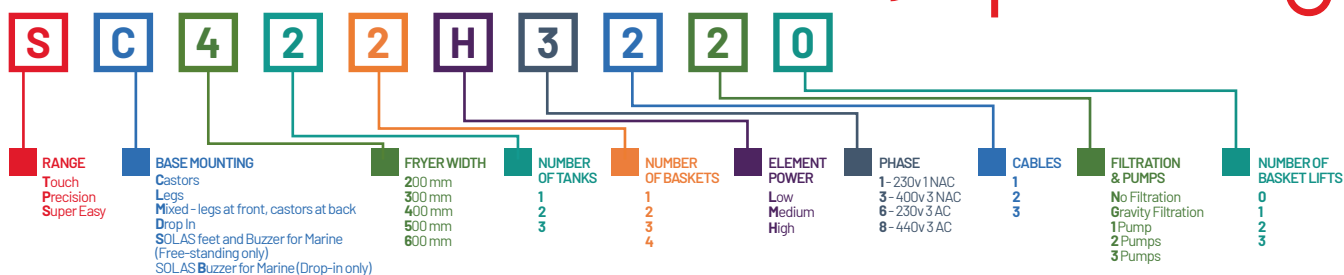 S C 4 2 2 H 3 2 2 0
RANGE
Touch
Precision
Super Easy
BASE MOUNTING
Castors
Legs
Mixed - legs at front, castors at back
Drop In
SOLAS feet and Buzzer for Marine
(Free-standing only)
SOLAS Buzzer for Marine (Drop-in only)
FRYER WIDTH
200 mm
300 mm
400 mm
500 mm
600 mm
NUMBER
OF TANKS
1
2
3
NUMBER
OF BASKETS
1
2
3
4
ELEMENT
POWER
Low
Medium
High
PHASE
1 - 230v 1 NAC
3 - 400v 3 NAC
6 - 230v 3 AC
8 - 440v 3 AC
CABLES
1
2
3
FILTRATION
& PUMPS
No Filtration
Gravity Filtration
1 Pump
2 Pumps
3 Pumps
NUMBER OF
BASKET LIFTS
0
1
2
3